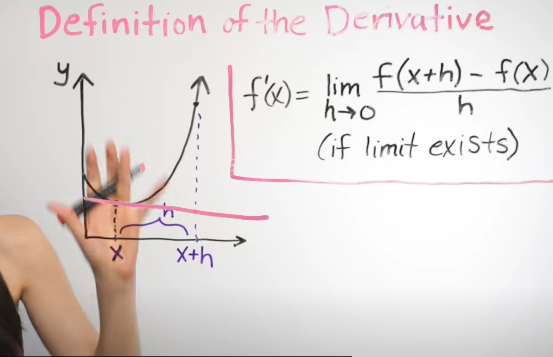 Definition of the Derivative
y
f'(x) = lim h→0 f(x+h) - f(x) / h
(if limit exists)
h
x x+h